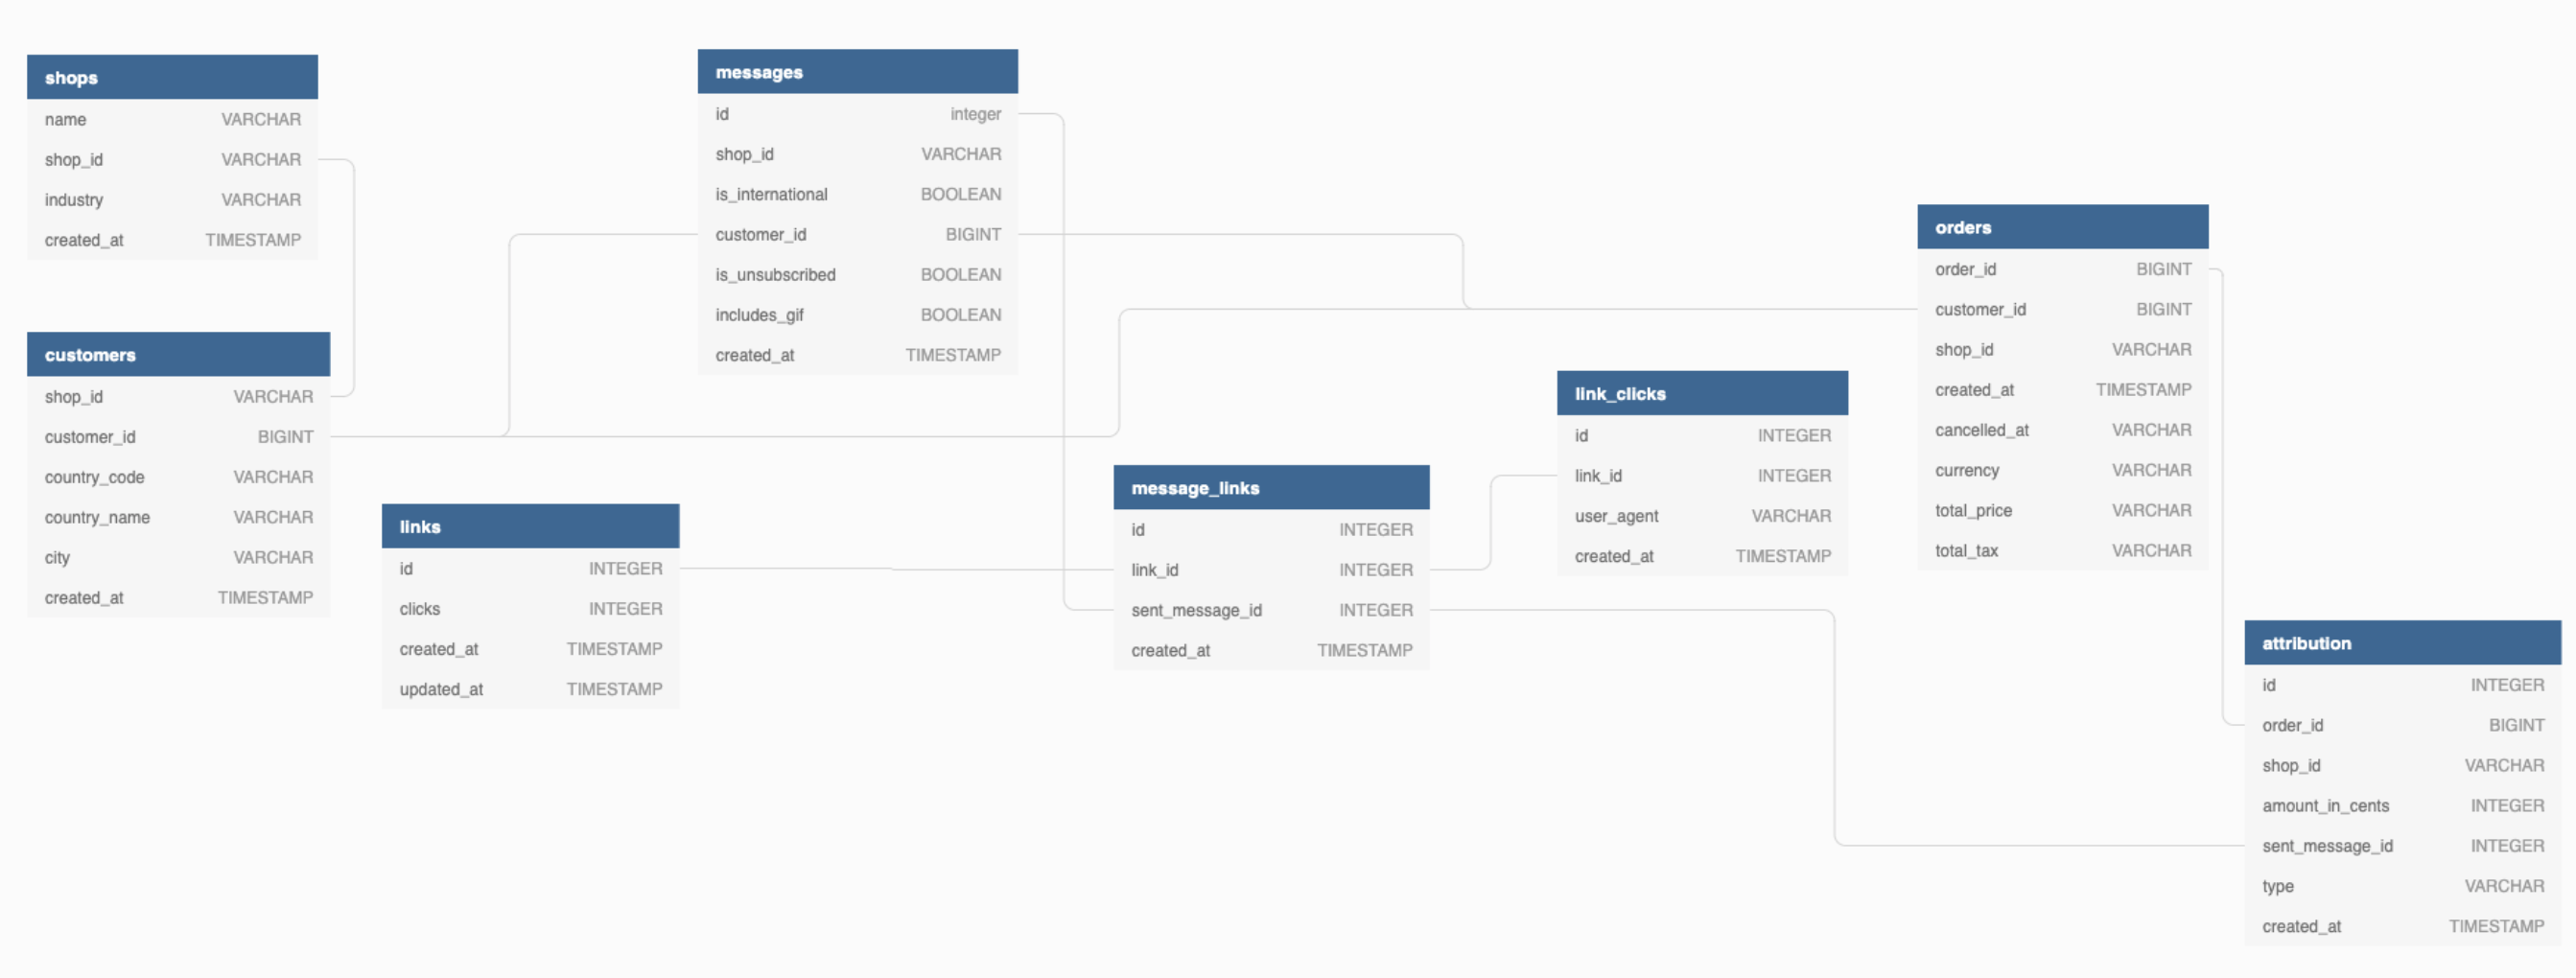 shops
name VARCHAR
shop_id VARCHAR
industry VARCHAR
created_at TIMESTAMP
customers
shop_id VARCHAR
customer_id BIGINT
country_code VARCHAR
country_name VARCHAR
city VARCHAR
created_at TIMESTAMP
links
id INTEGER
clicks INTEGER
created_at TIMESTAMP
updated_at TIMESTAMP
messages
id integer
shop_id VARCHAR
is_international BOOLEAN
customer_id BIGINT
is_unsubscribed BOOLEAN
includes_gif BOOLEAN
created_at TIMESTAMP
message_links
id INTEGER
link_id INTEGER
sent_message_id INTEGER
created_at TIMESTAMP
link_clicks
id INTEGER
link_id INTEGER
user_agent VARCHAR
created_at TIMESTAMP
orders
order_id BIGINT
customer_id BIGINT
shop_id VARCHAR
created_at TIMESTAMP
cancelled_at VARCHAR
currency VARCHAR
total_price VARCHAR
total_tax VARCHAR
attribution
id INTEGER
order_id BIGINT
shop_id VARCHAR
amount_in_cents INTEGER
sent_message_id INTEGER
type VARCHAR
created_at TIMESTAMP